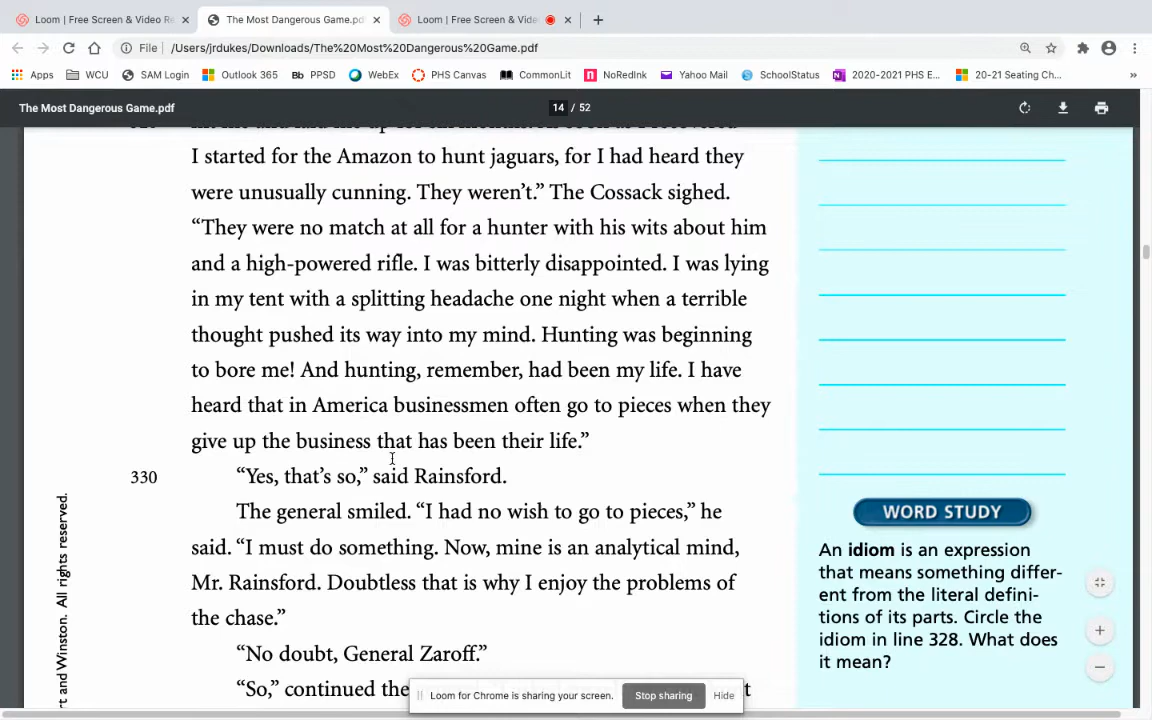 Loom | Free Screen & Video Re
The Most Dangerous Game.pd
Loom | Free Screen & Vide
File /Users/jrdukes/Downloads/The%20Most%20Dangerous%20Game.pdf
Apps WCU SAM Login Outlook 365 Bb PPSD WebEx PHS Canvas CommonLit NoRedInk Yahoo Mail SchoolStatus 2020-2021 PHS E... 20-21 Seating Ch... »
The Most Dangerous Game.pdf 14 / 52
I started for the Amazon to hunt jaguars, for I had heard they
were unusually cunning. They weren’t.” The Cossack sighed.
“They were no match at all for a hunter with his wits about him
and a high-powered rifle. I was bitterly disappointed. I was lying
in my tent with a splitting headache one night when a terrible
thought pushed its way into my mind. Hunting was beginning
to bore me! And hunting, remember, had been my life. I have
heard that in America businessmen often go to pieces when they
give up the business that has been their life.”
330 “Yes, that’s so,” said Rainsford.
The general smiled. “I had no wish to go to pieces,” he
said. “I must do something. Now, mine is an analytical mind,
Mr. Rainsford. Doubtless that is why I enjoy the problems of
the chase.”
“No doubt, General Zaroff.”
“So,” continued the
WORD STUDY
An idiom is an expression
that means something differ-
ent from the literal defini-
tions of its parts. Circle the
idiom in line 328. What does
it mean?
rt and Winston. All rights reserved.
Loom for Chrome is sharing your screen. Stop sharing Hide